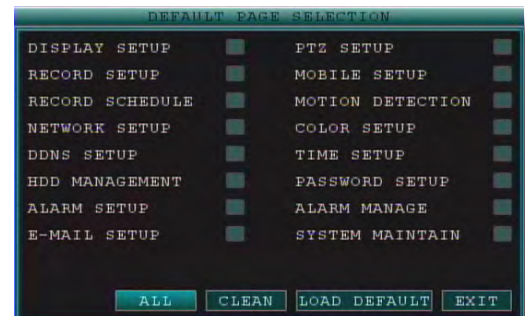 DEFAULT PAGE SELECTION
DISPLAY SETUP PTZ SETUP
RECORD SETUP MOBILE SETUP
RECORD SCHEDULE MOTION DETECTION
NETWORK SETUP COLOR SETUP
DDNS SETUP TIME SETUP
HDD MANAGEMENT PASSWORD SETUP
ALARM SETUP ALARM MANAGE
E-MAIL SETUP SYSTEM MAINTAIN
ALL CLEAN LOAD DEFAULT EXIT